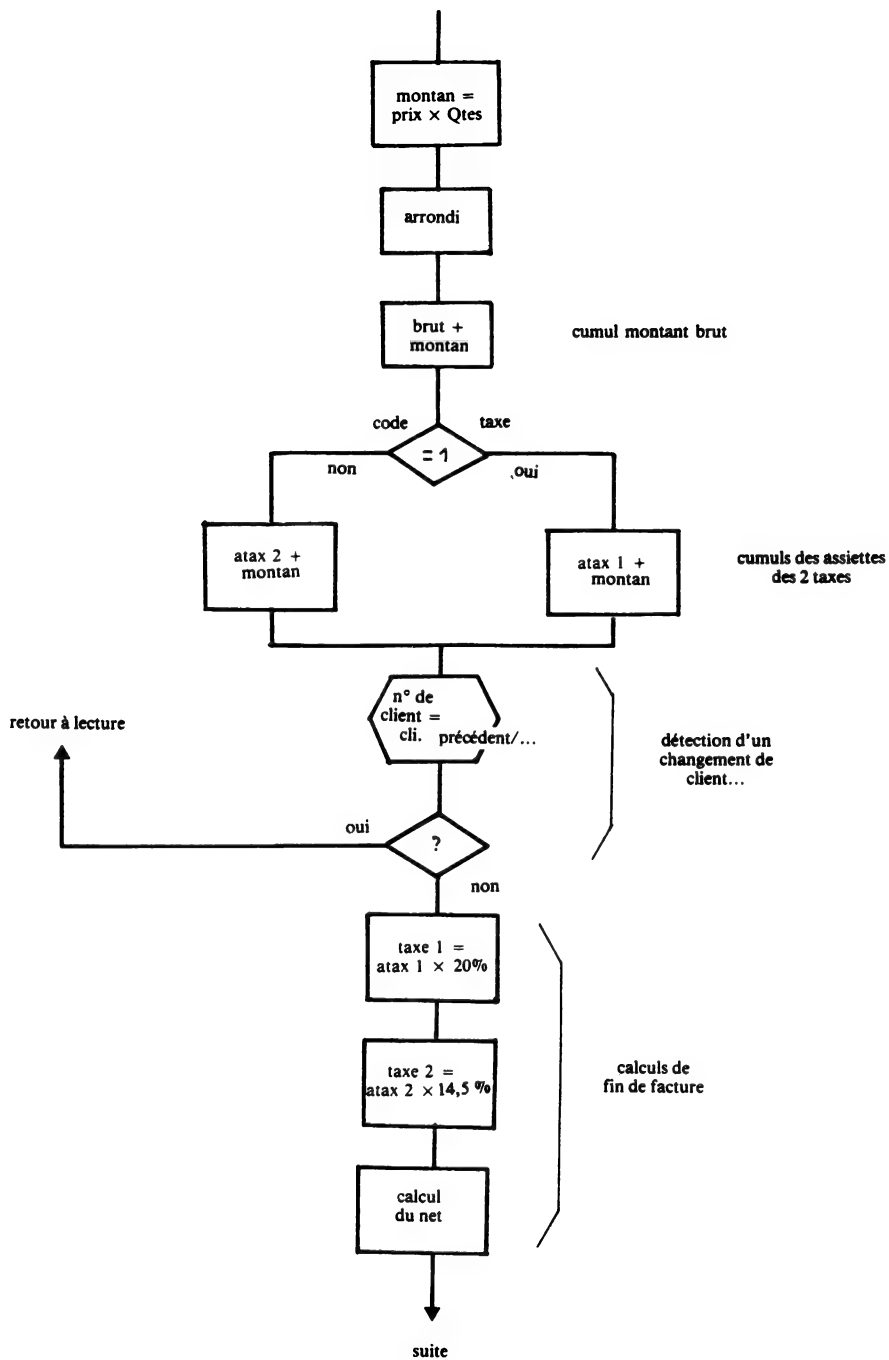 montan =
prix × Qtes
arrondi
brut +
montan
cumul montant brut
code taxe
= 1
non
oui
atax 2 +
montan
atax 1 +
montan
cumuls des assiettes
des 2 taxes
n° de
client =
cli. précédent/...
retour à lecture
détection d'un
changement de
client...
oui
?
non
taxe 1 =
atax 1 × 20%
taxe 2 =
atax 2 × 14,5 %
calculs de
fin de facture
calcul
du net
suite